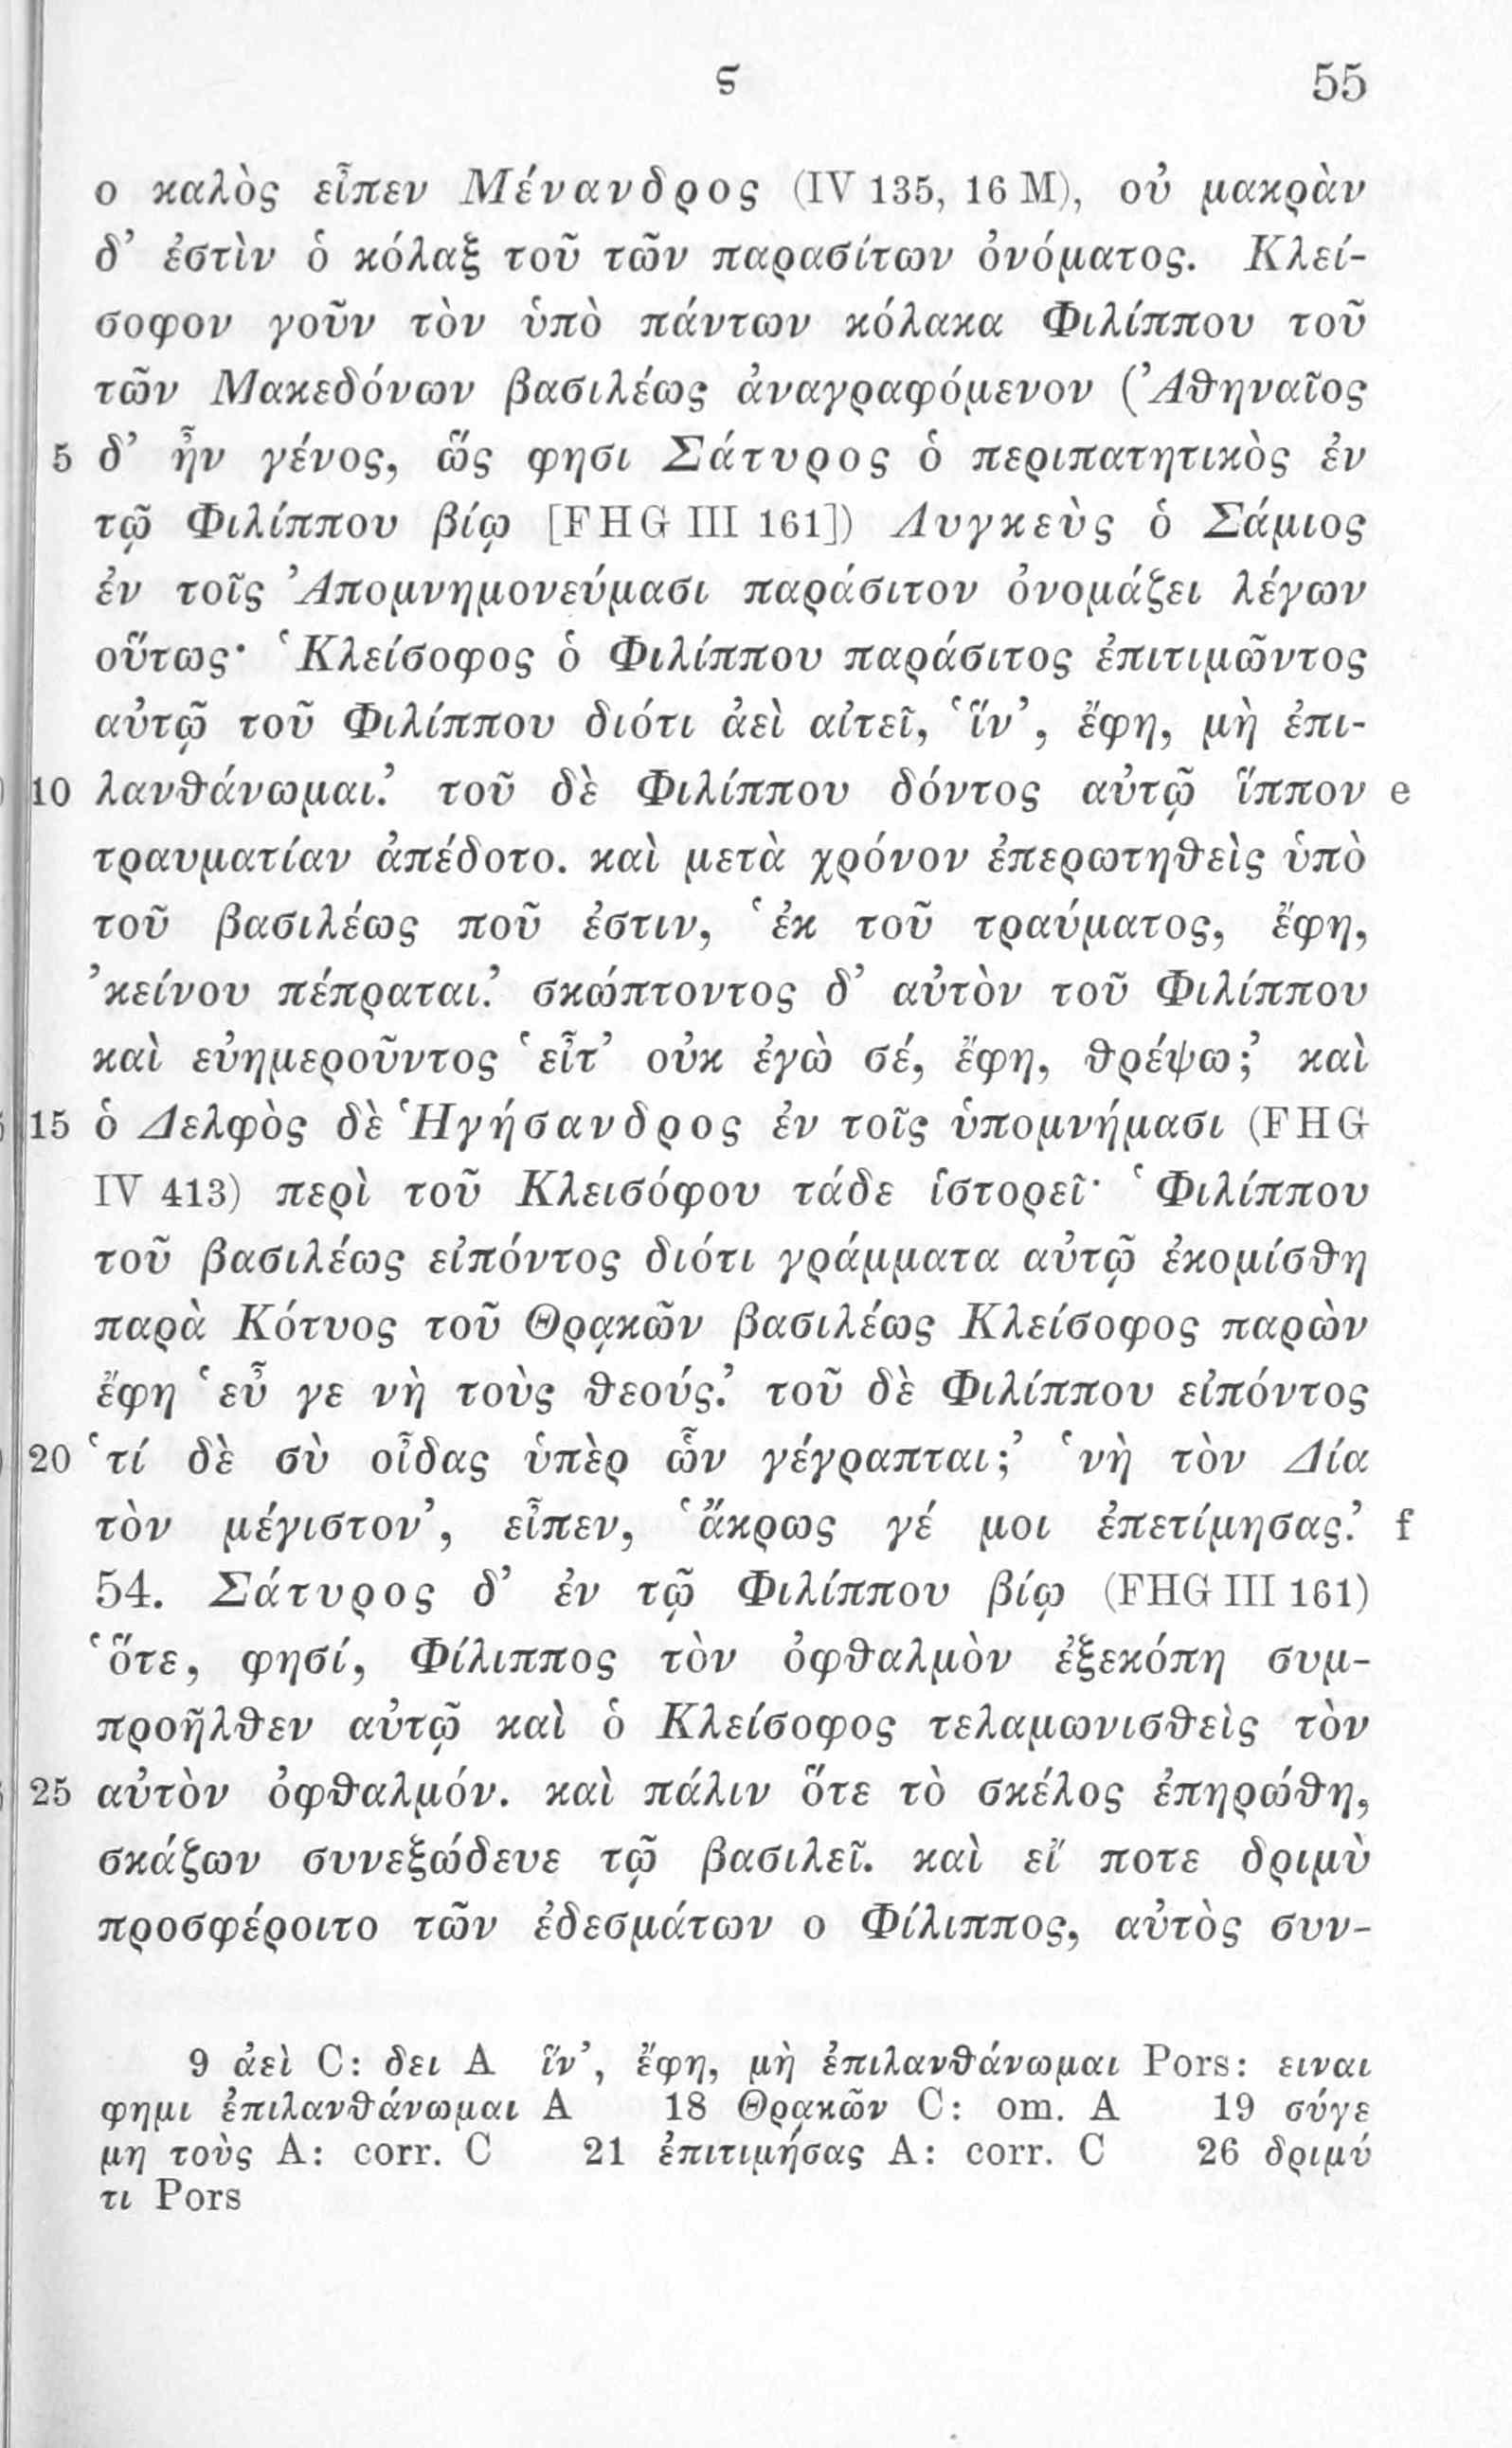 ς 55
ο καλὸς εἶπεν Μένανδρος (IV 135, 16 M), οὐ μακρὰν
δ’ ἐστὶν ὁ κόλαξ τοῦ τῶν παρασίτων ὀνόματος. Κλεί-
σοφον γοῦν τὸν ὑπὸ πάντων κόλακα Φιλίππου τοῦ
τῶν Μακεδόνων βασιλέως ἀναγραφόμενον (Ἀθηναῖος
5 δ’ ἦν γένος, ὥς φησι Σάτυρος ὁ περιπατητικὸς ἐν
τῷ Φιλίππου βίῳ [FHG III 161]) Λυγκεὺς ὁ Σάμιος
ἐν τοῖς Ἀπομνημονεύμασι παράσιτον ὀνομάζει λέγων
οὕτως· ‘Κλείσοφος ὁ Φιλίππου παράσιτος ἐπιτιμῶντος
αὐτῷ τοῦ Φιλίππου διότι ἀεὶ αἰτεῖ, ‘ἵν’, ἔφη, μὴ ἐπι-
10 λανθάνωμαι.’ τοῦ δὲ Φιλίππου δόντος αὐτῷ ἵππον e
τραυματίαν ἀπέδοτο. καὶ μετὰ χρόνον ἐπερωτηθεὶς ὑπὸ
τοῦ βασιλέως ποῦ ἐστιν, ‘ἐκ τοῦ τραύματος, ἔφη,
’κείνου πέπραται.’ σκώπτοντος δ’ αὐτὸν τοῦ Φιλίππου
καὶ εὐημεροῦντος ‘εἶτ’ οὐκ ἐγὼ σέ, ἔφη, θρέψω;’ καὶ
15 ὁ Δελφὸς δὲ Ἡγήσανδρος ἐν τοῖς ὑπομνήμασι (FHG
IV 413) περὶ τοῦ Κλεισόφου τάδε ἱστορεῖ· ‘Φιλίππου
τοῦ βασιλέως εἰπόντος διότι γράμματα αὐτῷ ἐκομίσθη
παρὰ Κότυος τοῦ Θρᾳκῶν βασιλέως Κλείσοφος παρὼν
ἔφη ‘εὖ γε νὴ τοὺς θεούς.’ τοῦ δὲ Φιλίππου εἰπόντος
20 ‘τί δὲ σὺ οἶδας ὑπὲρ ὧν γέγραπται;’ ‘νὴ τὸν Δία
τὸν μέγιστον’, εἶπεν, ‘ἄκρως γέ μοι ἐπετίμησας.’ f
54. Σάτυρος δ’ ἐν τῷ Φιλίππου βίῳ (FHG III 161)
‘ὅτε, φησί, Φίλιππος τὸν ὀφθαλμὸν ἐξεκόπη συμ-
προῆλθεν αὐτῷ καὶ ὁ Κλείσοφος τελαμωνισθεὶς τὸν
25 αὐτὸν ὀφθαλμόν. καὶ πάλιν ὅτε τὸ σκέλος ἐπηρώθη,
σκάζων συνεξώδευε τῷ βασιλεῖ. καὶ εἴ ποτε δριμὺ
προσφέροιτο τῶν ἐδεσμάτων ο Φίλιππος, αὐτὸς συν-
9 ἀεὶ C: δει A ἵν’, ἔφη, μὴ ἐπιλανθάνωμαι Pors: ειναι
φημι ἐπιλανθάνωμαι A 18 Θρᾳκῶν C: om. A 19 σύγε
μη τοὺς A: corr. C 21 ἐπιτιμήσας A: corr. C 26 δριμύ
τι Pors